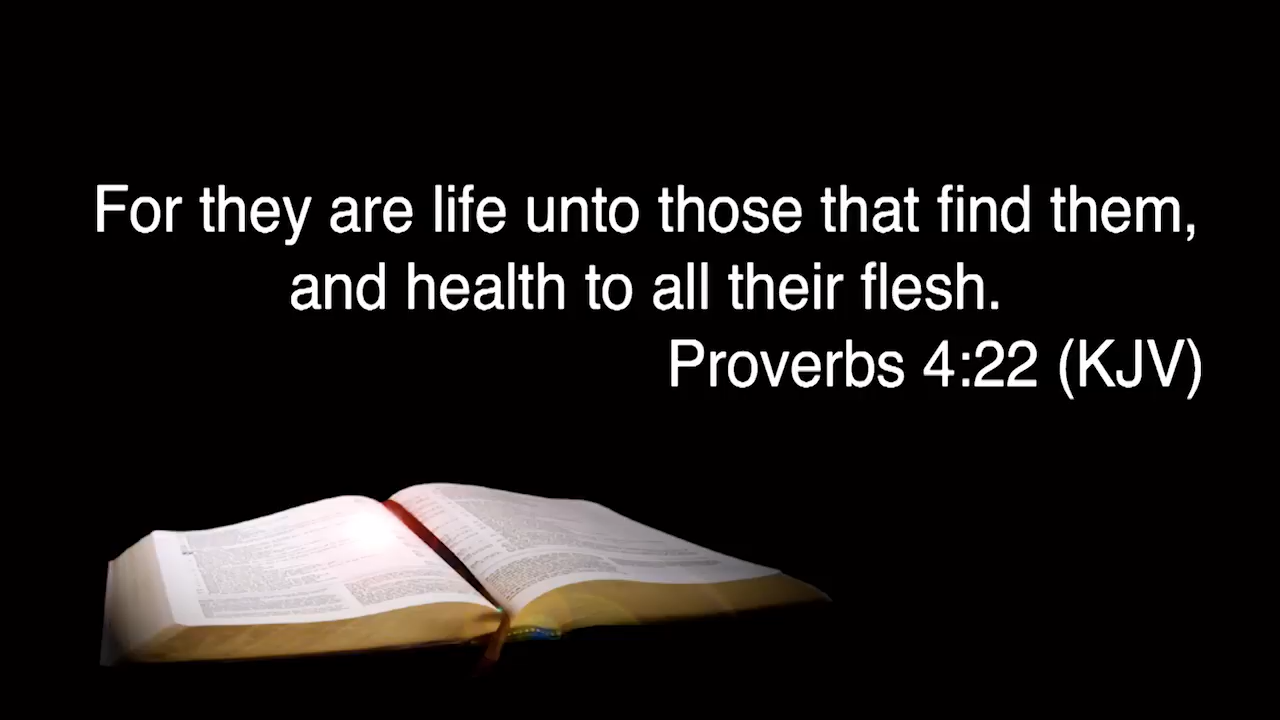 For they are life unto those that find them,
and health to all their flesh.
Proverbs 4:22 (KJV)